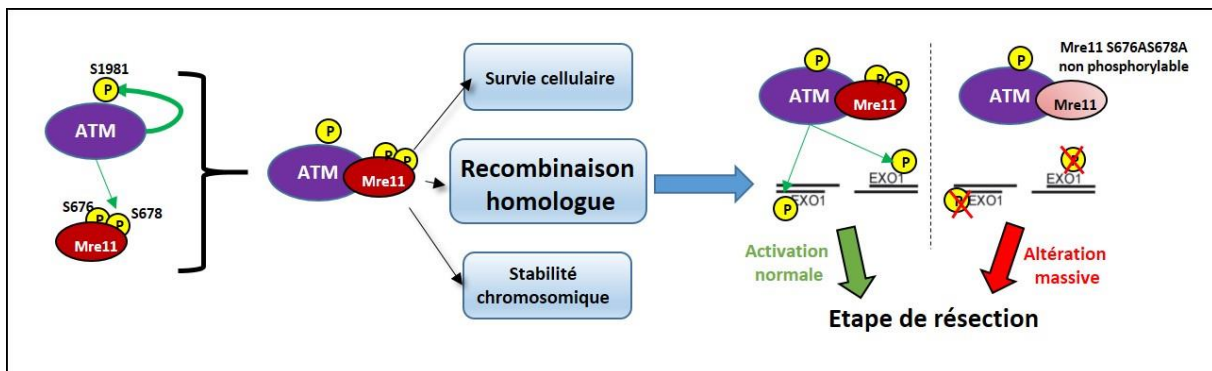 S1981
P
ATM
S676
P
P
S678
Mre11
P
ATM
P
P
Mre11
Survie cellulaire
Recombinaison
homologue
Stabilité
chromosomique
P
ATM
P
P
Mre11
P
EXO1
EXO1
P
Activation
normale
Mre11 S676AS678A
non phosphorylable
P
ATM
Mre11
P
EXO1
P
EXO1
Altération
massive
Etape de résection